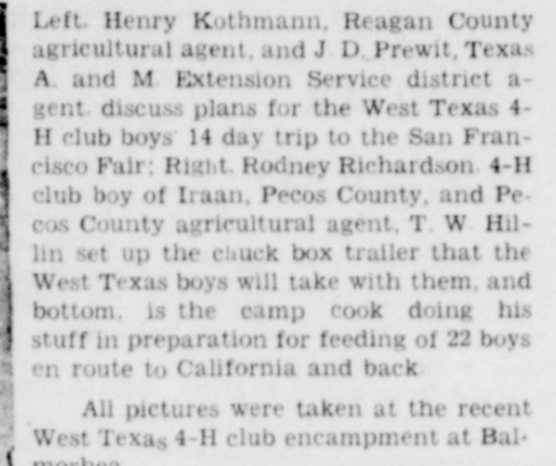 Left. Henry Kothmann, Reagan County
agricultural agent, and J. D. Prewit, Texas
A. and M. Extension Service district a-
gent. discuss plans for the West Texas 4-
H club boys' 14 day trip to the San Fran-
cisco Fair; Right. Rodney Richardson, 4-H
club boy of Iraan, Pecos County, and Pe-
cos County agricultural agent, T. W. Hil-
lin set up the chuck box trailer that the
West Texas boys will take with them, and
bottom, is the camp cook doing his
stuff in preparation for feeding of 22 boys
en route to California and back.
All pictures were taken at the recent
West Texas 4-H club encampment at Bal-
morhea